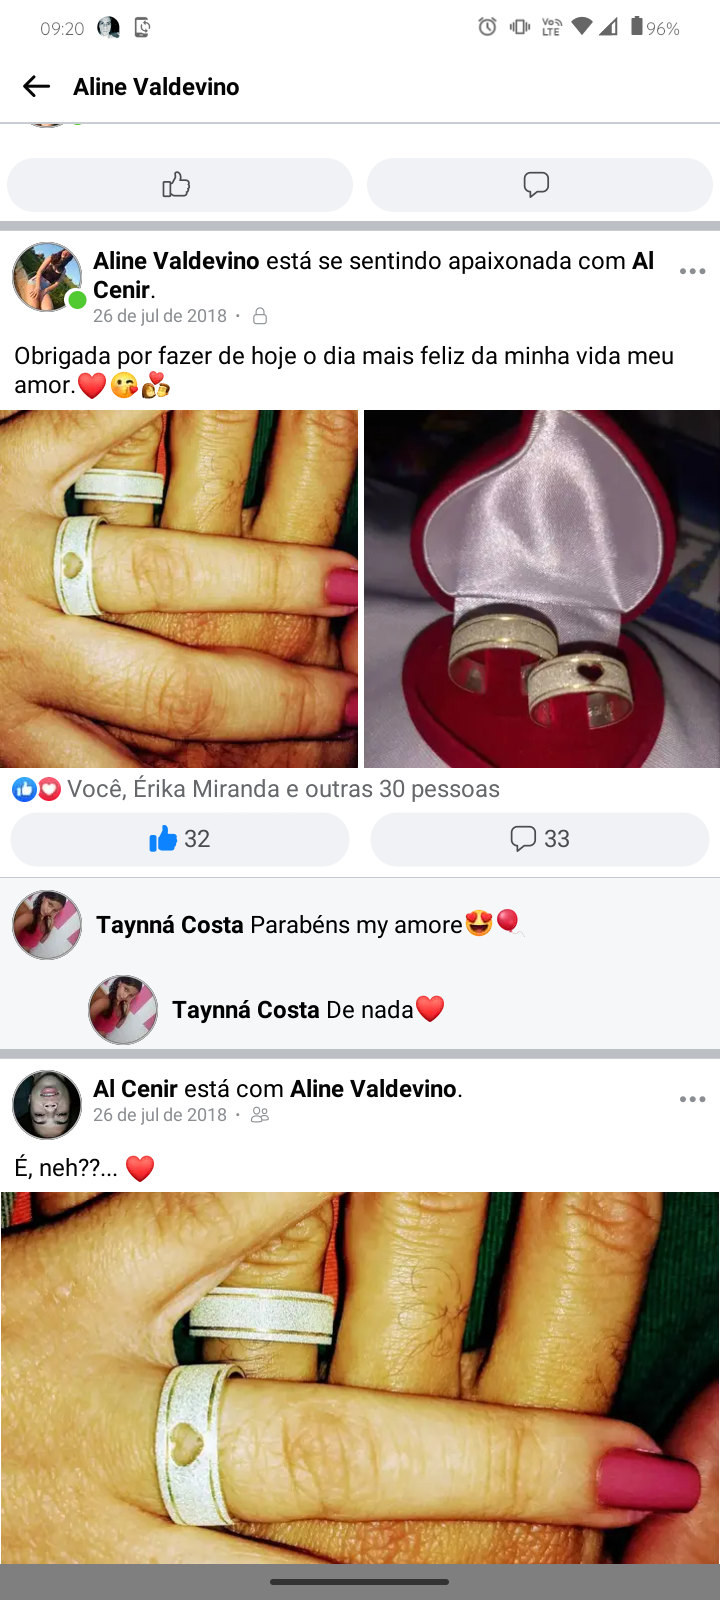 09:20
Vo LTE
96%
Aline Valdevino
Aline Valdevino está se sentindo apaixonada com Al
Cenir.
26 de jul de 2018 ·
Obrigada por fazer de hoje o dia mais feliz da minha vida meu
amor.❤️😘💏
Você, Érika Miranda e outras 30 pessoas
32
33
Taynná Costa Parabéns my amore😍🎈
Taynná Costa De nada❤️
Al Cenir está com Aline Valdevino.
26 de jul de 2018 ·
É, neh??... ❤️